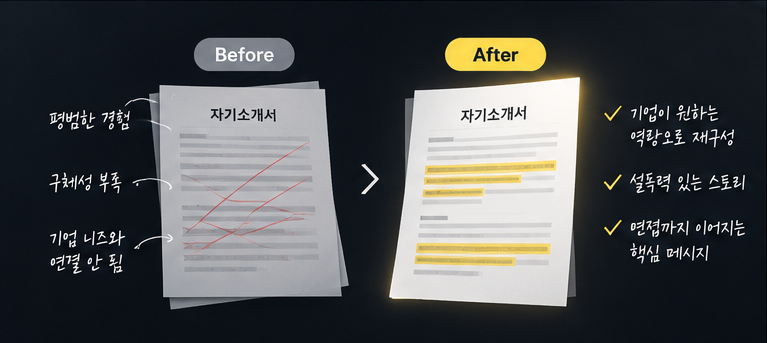 Before
After
자기소개서
평범한 경험
구체성 부족
기업 니즈와
연결 안 됨
자기소개서
기업이 원하는
역량으로 재구성
설득력 있는 스토리
면접까지 이어지는
핵심 메시지